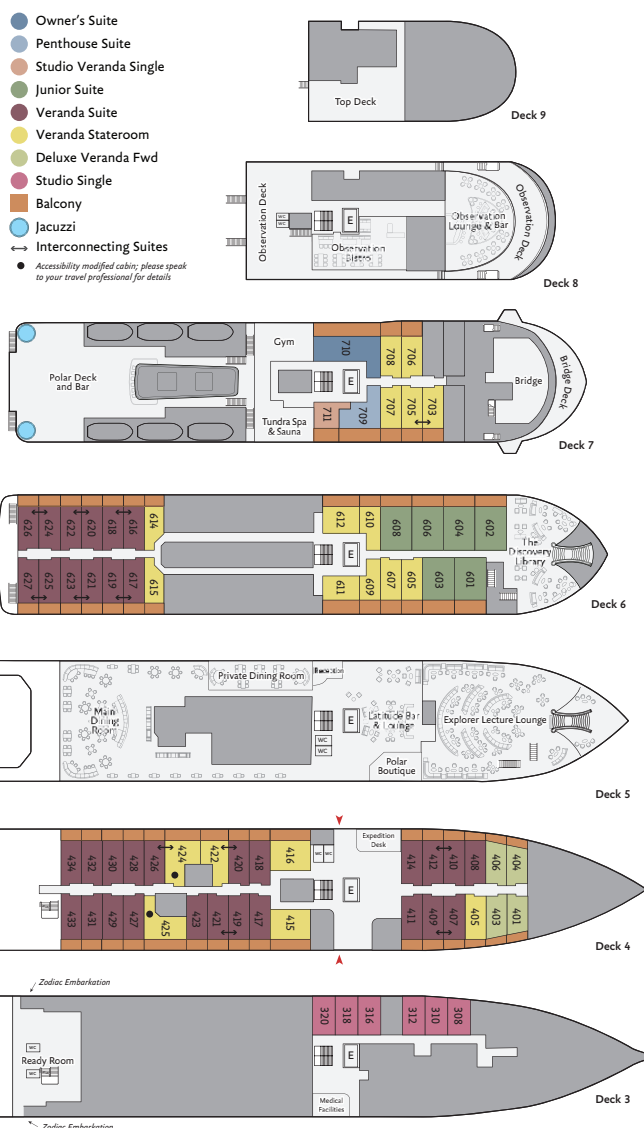 Owner's Suite
Penthouse Suite
Studio Veranda Single
Junior Suite
Veranda Suite
Veranda Stateroom
Deluxe Veranda Fwd
Studio Single
Balcony
Jacuzzi
Interconnecting Suites
Accessibility modified cabin; please speak
to your travel professional for details
Top Deck
Deck 9
Observation Deck
WC
WC
E
Observation
Bistro
Observation
Lounge & Bar
Observation Deck
Deck 8
Polar Deck
and Bar
Gym
Tundra Spa
& Sauna
710
708
706
E
711
709
707
705
703
Bridge
Bridge Deck
Deck 7
626
624
622
620
618
616
614
612
610
608
606
604
602
E
627
625
623
621
619
617
615
611
609
607
605
603
601
The
Discovery
Library
Deck 6
Main
Dining
Room
Private Dining Room
Reception
WC
WC
E
Latitude Bar
& Lounge
Polar
Boutique
Explorer Lecture Lounge
Deck 5
434
432
430
428
426
424
422
420
418
416
WC
WC
Expedition
Desk
414
412
410
408
406
404
E
433
431
429
427
425
423
421
419
417
415
411
409
407
405
403
401
Deck 4
Zodiac Embarkation
WC
Ready Room
WC
320
318
316
312
310
308
E
Medical
Facilities
Deck 3
Zodiac Embarkation